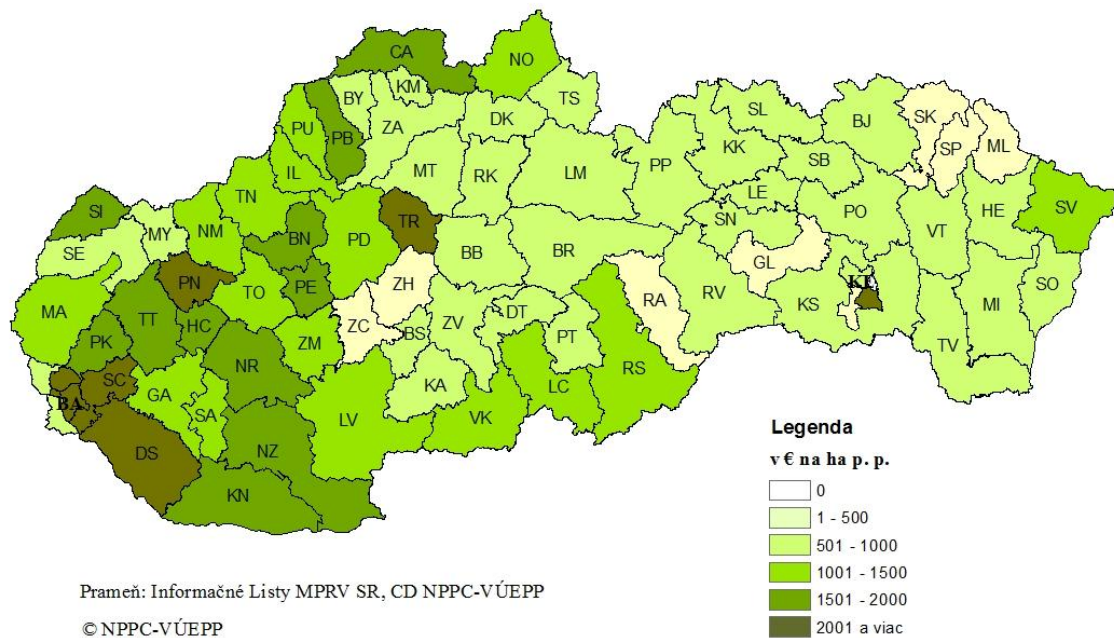 CA
NO
BY
KM
TS
PU
PB
ZA
DK
SL
BJ
SK
SP
ML
IL
MT
RK
LM
PP
KK
SB
TN
LE
PO
HE
SV
SI
SE
MY
NM
BN
PD
TR
BB
BR
SN
VT
GL
PN
TO
PE
ZH
RA
RV
KS
SO
MI
MA
TT
HC
ZM
ZC
BS
ZV
DT
PT
TV
PK
NR
KA
LC
RS
SC
GA
SA
LV
VK
BA
DS
NZ
KN
Legenda
v € na ha p. p.
0
1 - 500
501 - 1000
1001 - 1500
1501 - 2000
2001 a viac
Prameň: Informačné Listy MPRV SR, CD NPPC-VÚEPP
© NPPC-VÚEPP